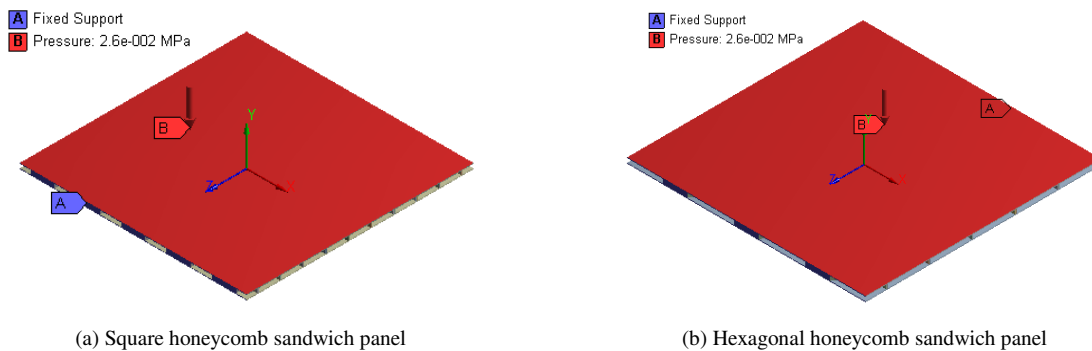 A Fixed Support
B Pressure: 2.6e-002 MPa
B
Y
Z
X
A
(a) Square honeycomb sandwich panel
A Fixed Support
B Pressure: 2.6e-002 MPa
A
B
Y
Z
X
(b) Hexagonal honeycomb sandwich panel